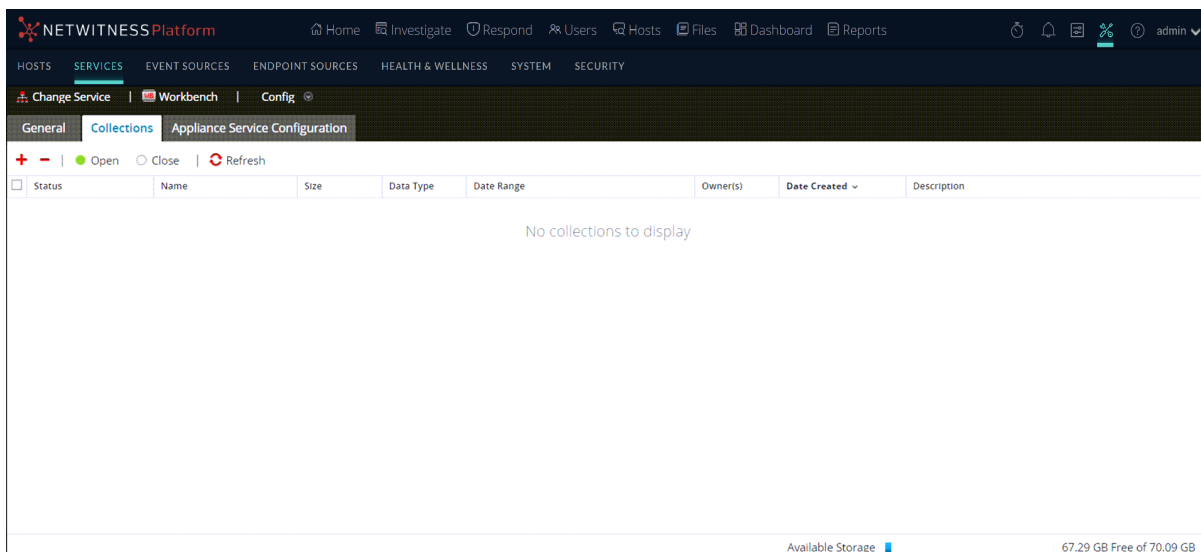 NETWITNESS Platform Home Investigate Respond Users Hosts Files Dashboard Reports admin
HOSTS SERVICES EVENT SOURCES ENDPOINT SOURCES HEALTH & WELLNESS SYSTEM SECURITY
Change Service | WB Workbench | Config
General Collections Appliance Service Configuration
+ − | Open Close | Refresh
Status Name Size Data Type Date Range Owner(s) Date Created Description
No collections to display
Available Storage 67.29 GB Free of 70.09 GB